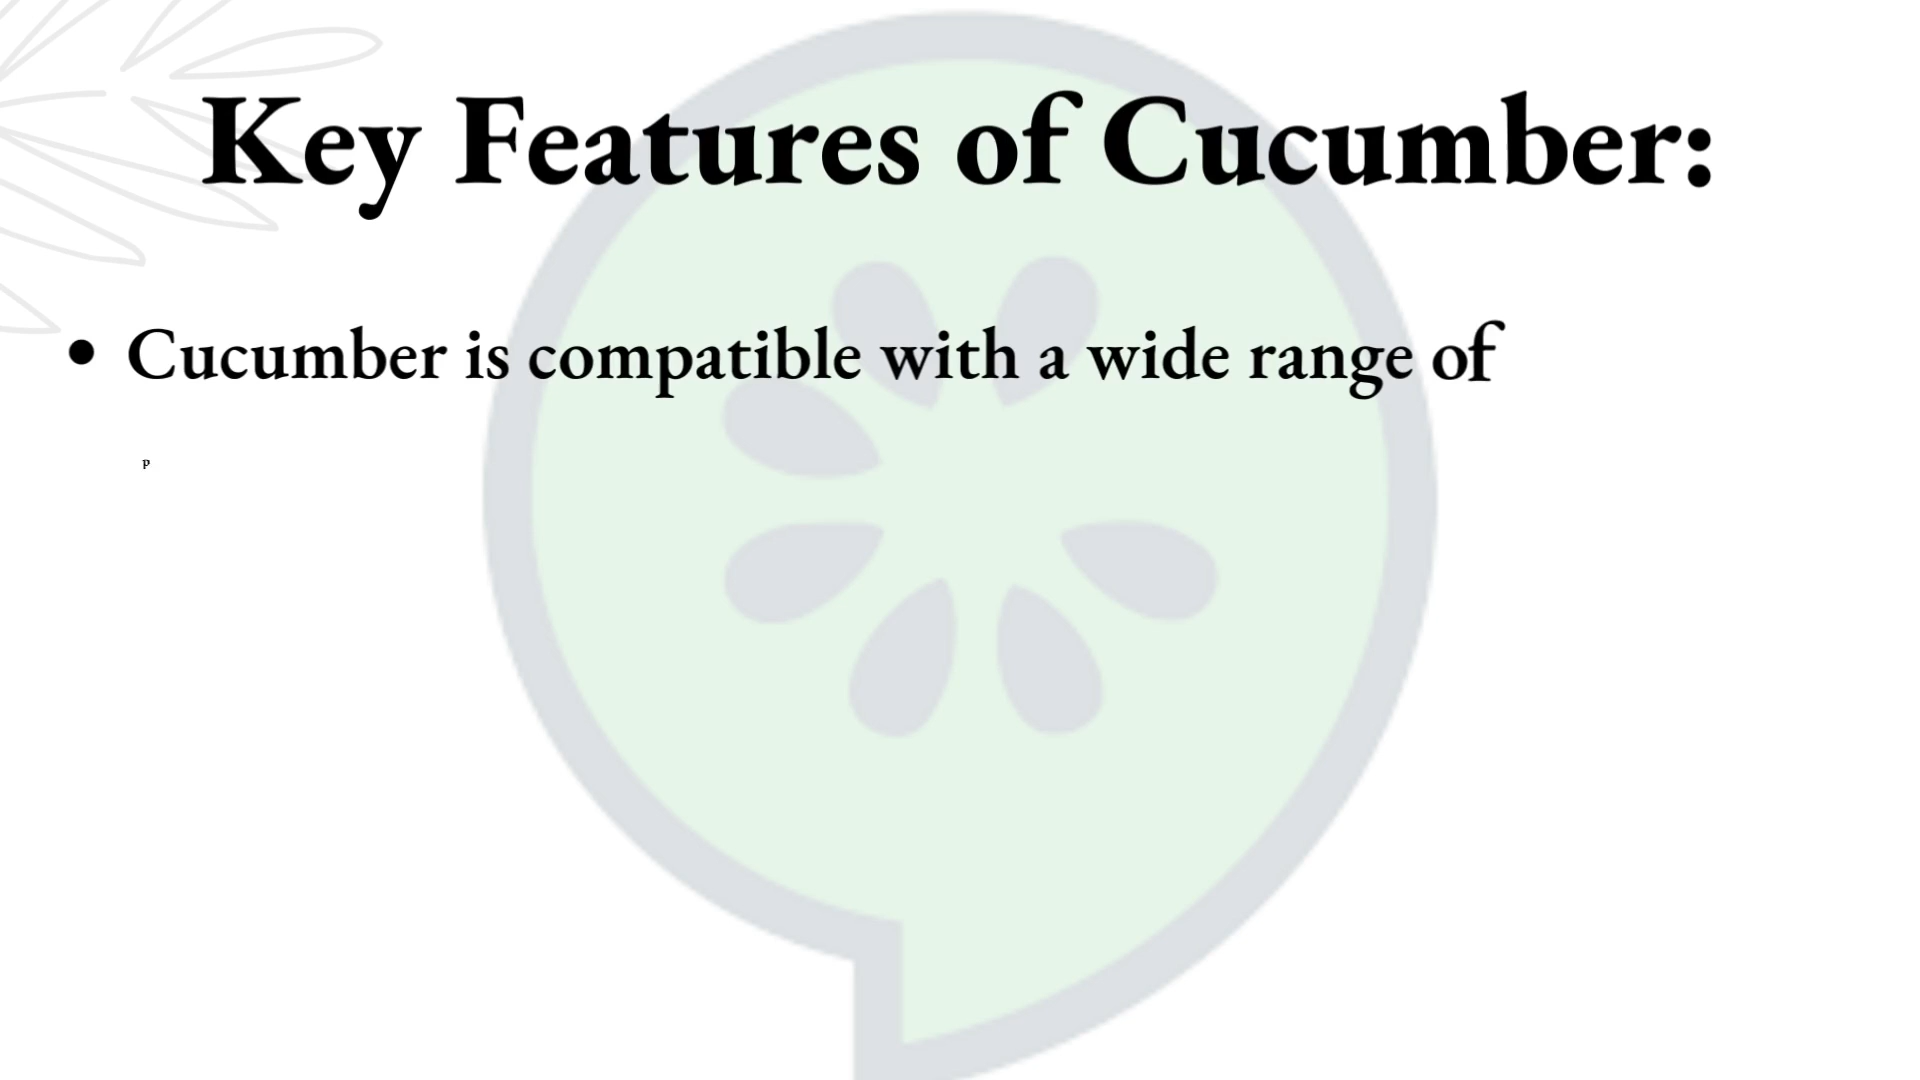 Key Features of Cucumber:
• Cucumber is compatible with a wide range of
p